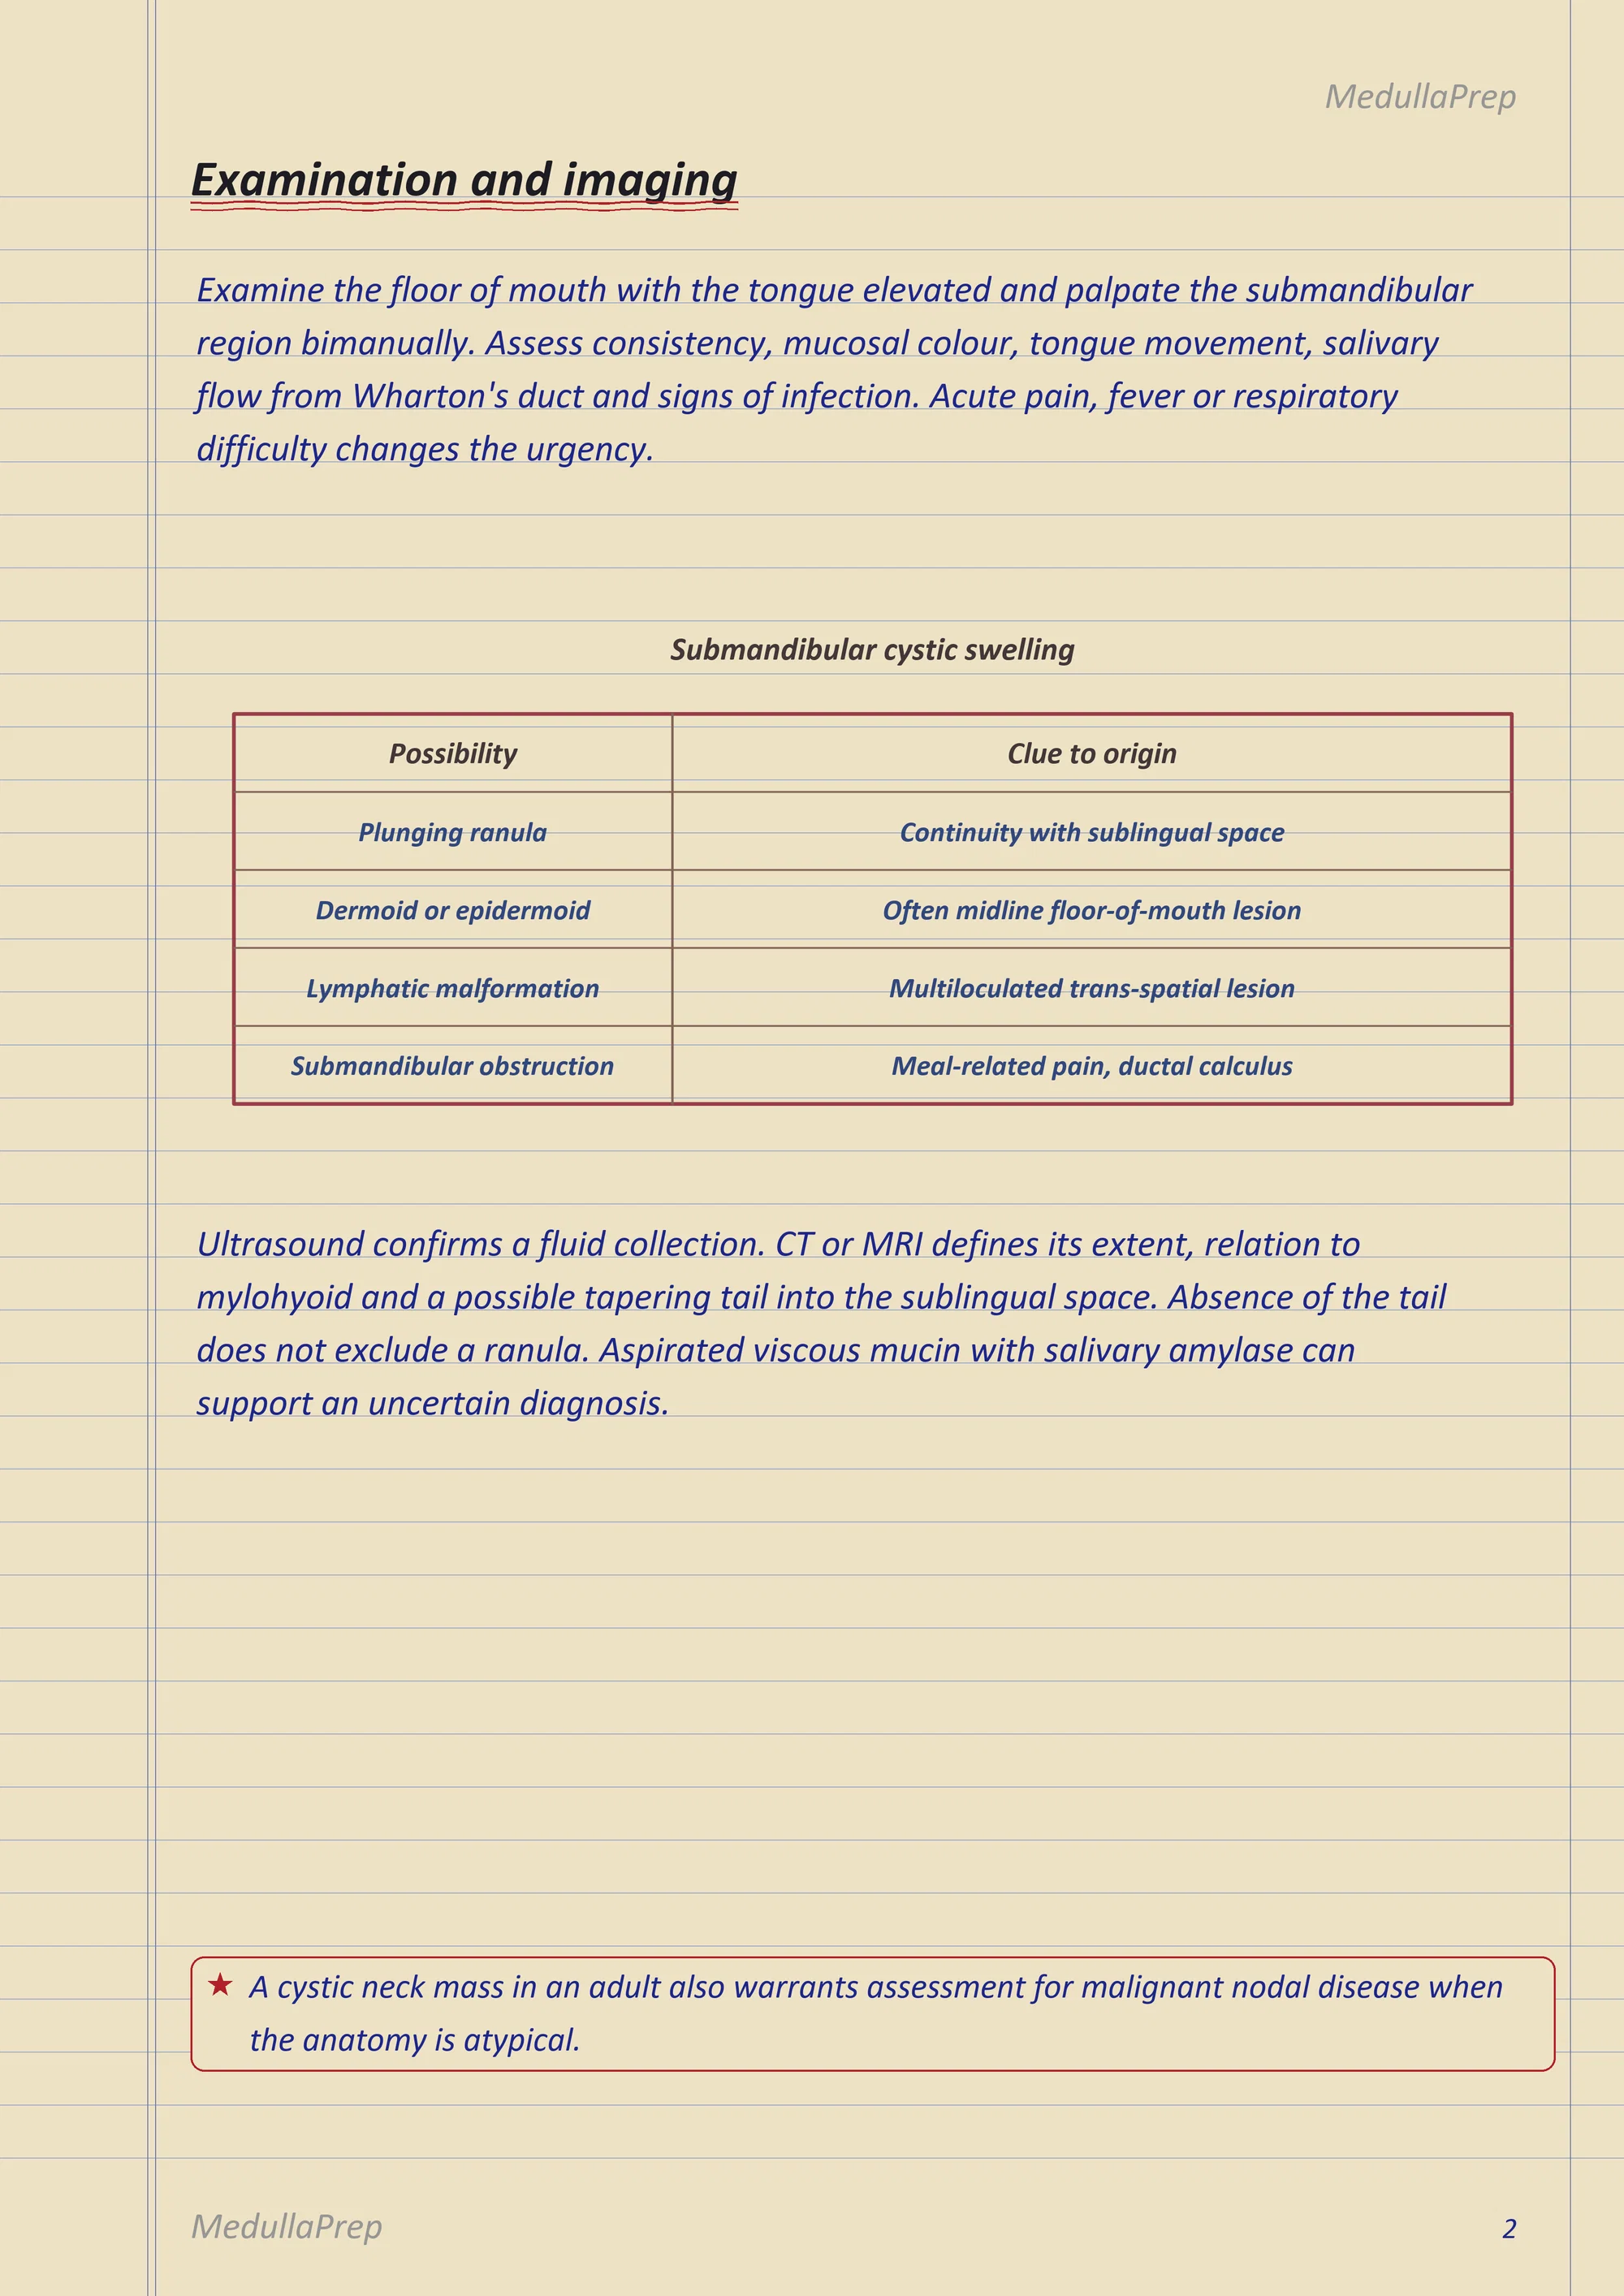 MedullaPrep
Examination and imaging
Examine the floor of mouth with the tongue elevated and palpate the submandibular
region bimanually. Assess consistency, mucosal colour, tongue movement, salivary
flow from Wharton's duct and signs of infection. Acute pain, fever or respiratory
difficulty changes the urgency.
Submandibular cystic swelling
Possibility Clue to origin
Plunging ranula Continuity with sublingual space
Dermoid or epidermoid Often midline floor-of-mouth lesion
Lymphatic malformation Multiloculated trans-spatial lesion
Submandibular obstruction Meal-related pain, ductal calculus
Ultrasound confirms a fluid collection. CT or MRI defines its extent, relation to
mylohyoid and a possible tapering tail into the sublingual space. Absence of the tail
does not exclude a ranula. Aspirated viscous mucin with salivary amylase can
support an uncertain diagnosis.
★ A cystic neck mass in an adult also warrants assessment for malignant nodal disease when
the anatomy is atypical.
MedullaPrep 2